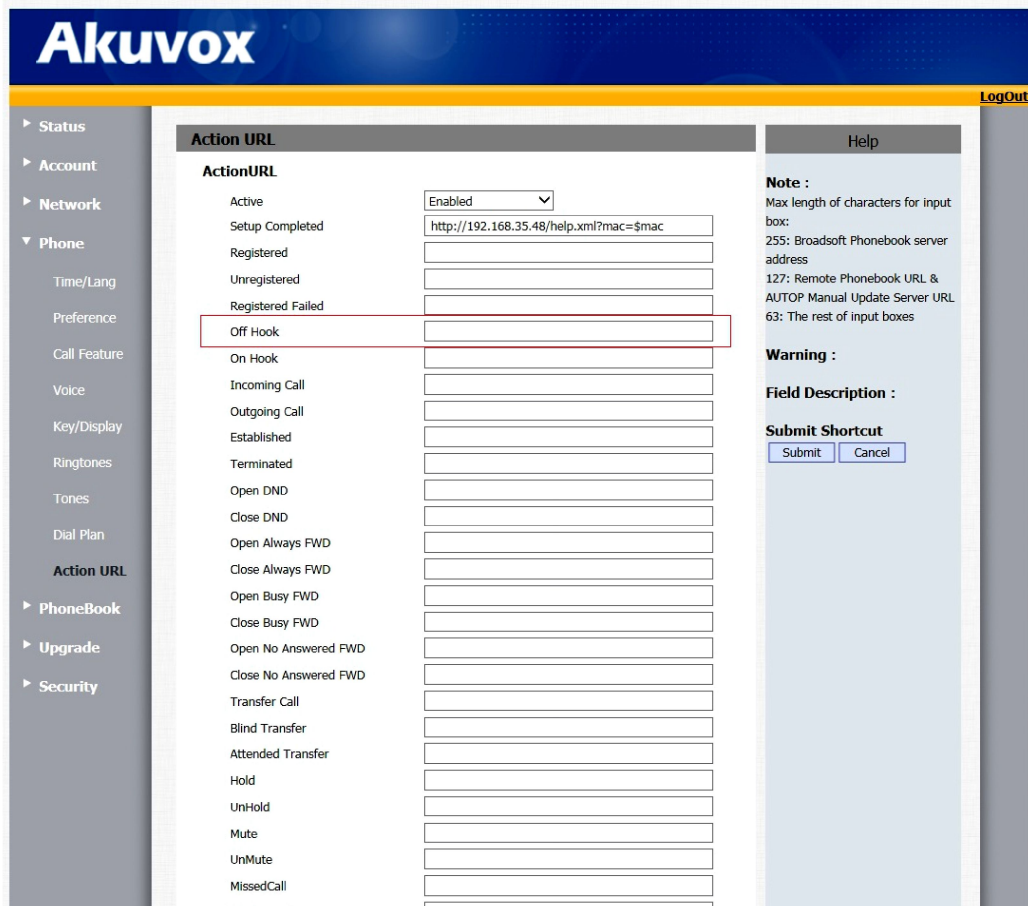 Akuvox
LogOut
Status
Account
Network
Phone
Time/Lang
Preference
Call Feature
Voice
Key/Display
Ringtones
Tones
Dial Plan
Action URL
PhoneBook
Upgrade
Security
Action URL
ActionURL
Active Enabled
Setup Completed http://192.168.35.48/help.xml?mac=$mac
Registered
Unregistered
Registered Failed
Off Hook
On Hook
Incoming Call
Outgoing Call
Established
Terminated
Open DND
Close DND
Open Always FWD
Close Always FWD
Open Busy FWD
Close Busy FWD
Open No Answered FWD
Close No Answered FWD
Transfer Call
Blind Transfer
Attended Transfer
Hold
UnHold
Mute
UnMute
MissedCall
Help
Note :
Max length of characters for input
box:
255: Broadsoft Phonebook server
address
127: Remote Phonebook URL &
AUTOP Manual Update Server URL
63: The rest of input boxes
Warning :
Field Description :
Submit Shortcut
Submit Cancel